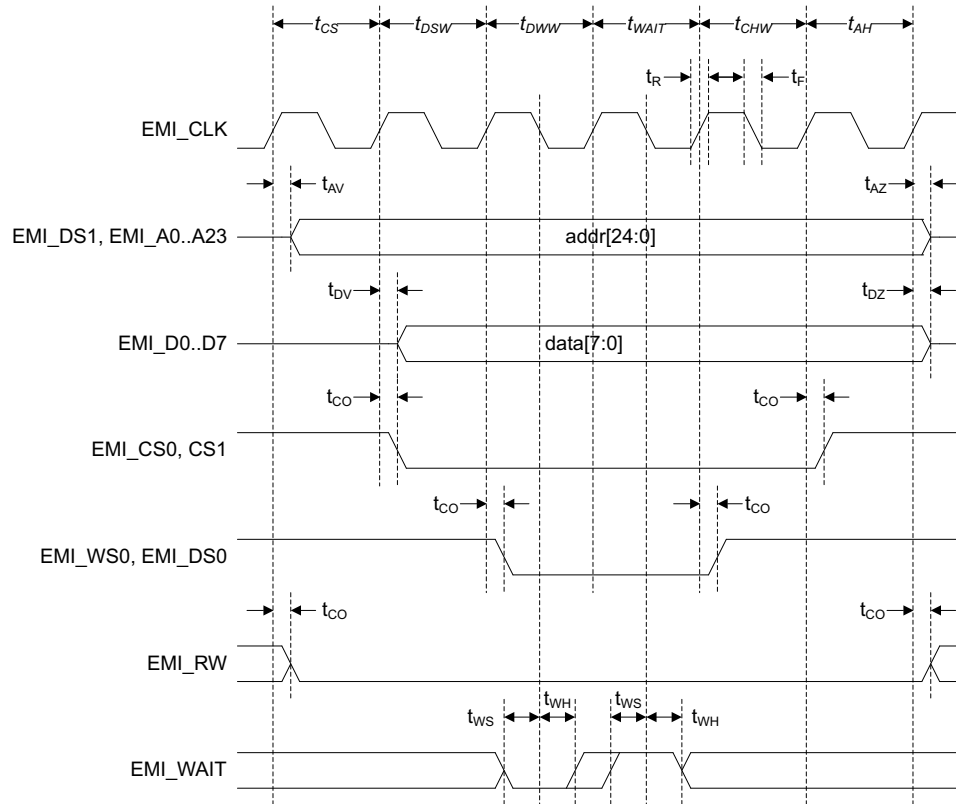 tCS tDSW tDWW tWAIT tCHW tAH
tR tF
EMI_CLK
tAV tAZ
EMI_DS1, EMI_A0..A23 addr[24:0]
tDV tDZ
EMI_D0..D7 data[7:0]
tCO tCO
EMI_CS0, CS1
tCO tCO
EMI_WS0, EMI_DS0
tCO tCO
EMI_RW
tWS tWH tWS tWH
EMI_WAIT